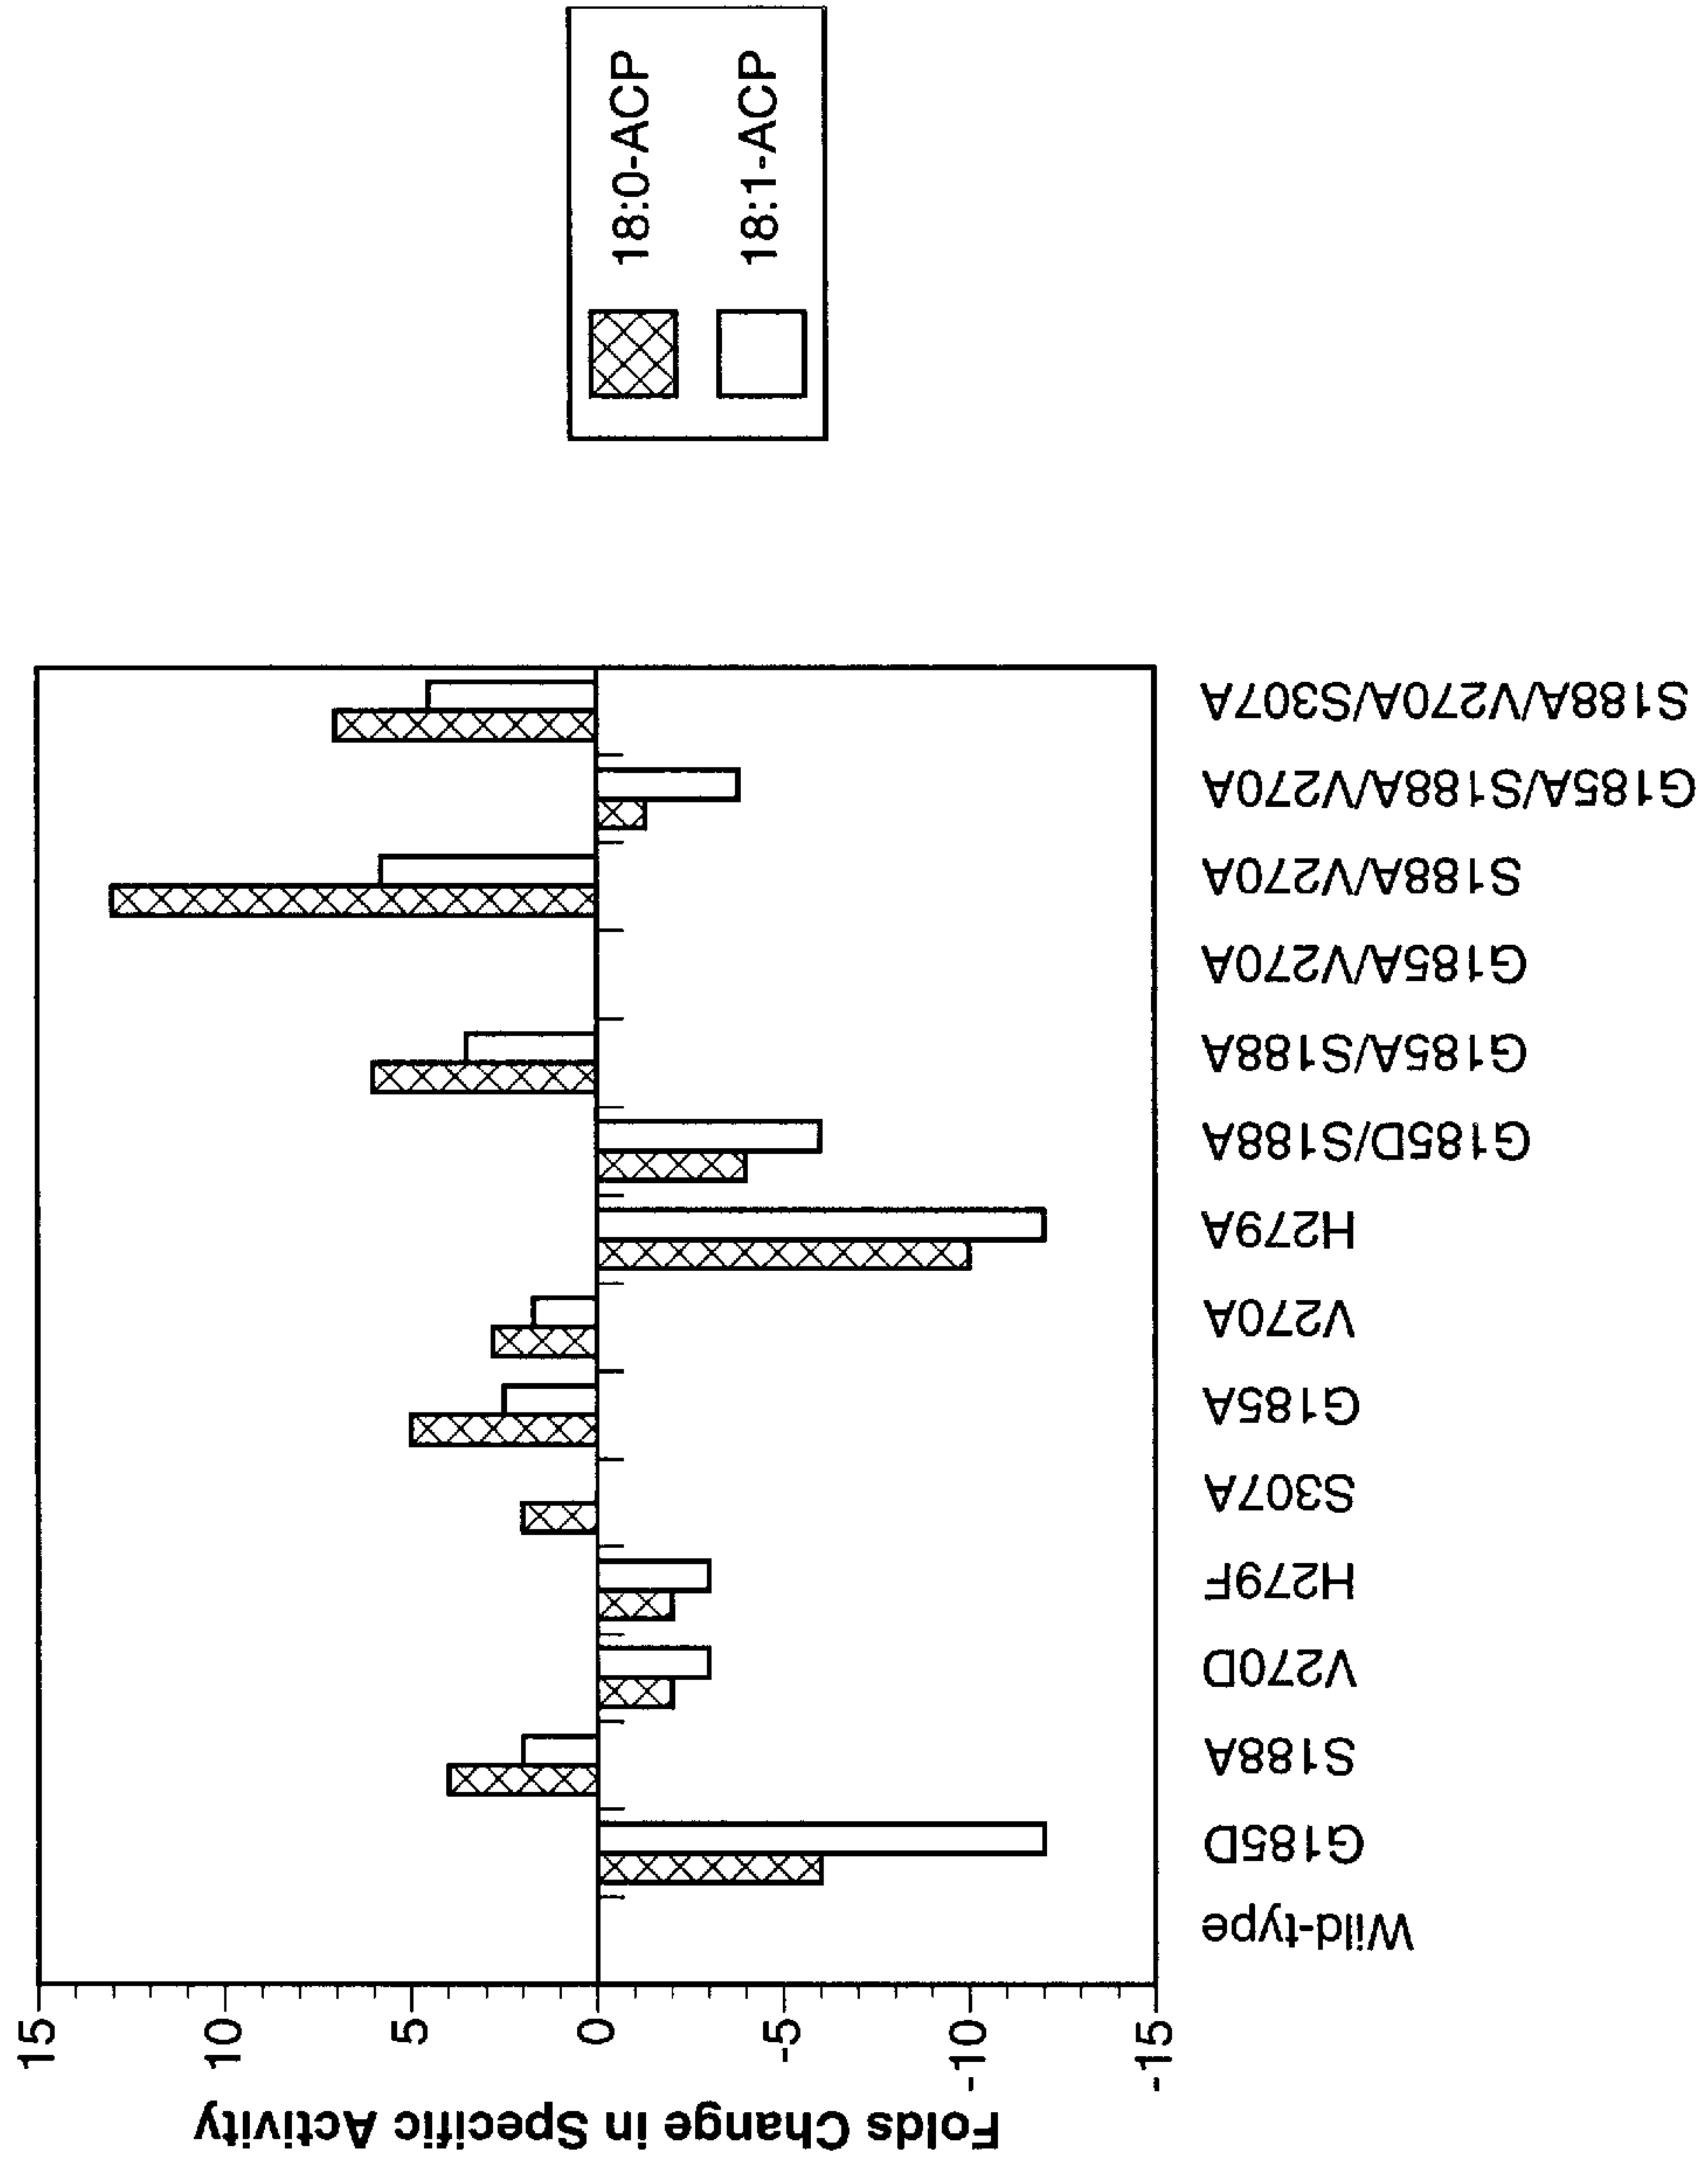 Folds Change in Specific Activity
15
10
5
0
-5
-10
-15
Wild-type
G185D
S188A
V270D
H279F
S307A
G185A
V270A
H279A
G185D/S188A
G185A/S188A
G185A/V270A
S188A/V270A
G185A/S188A/V270A
S188A/V270A/S307A
18:0-ACP
18:1-ACP